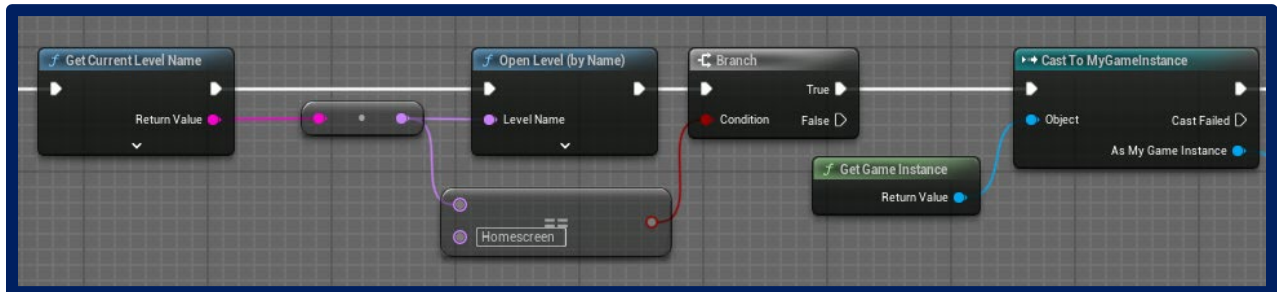 f Get Current Level Name
Return Value
f Open Level (by Name)
Level Name
Branch
True
Condition
False
Cast To MyGameInstance
Object
Cast Failed
As My Game Instance
f Get Game Instance
Return Value
==
Homescreen